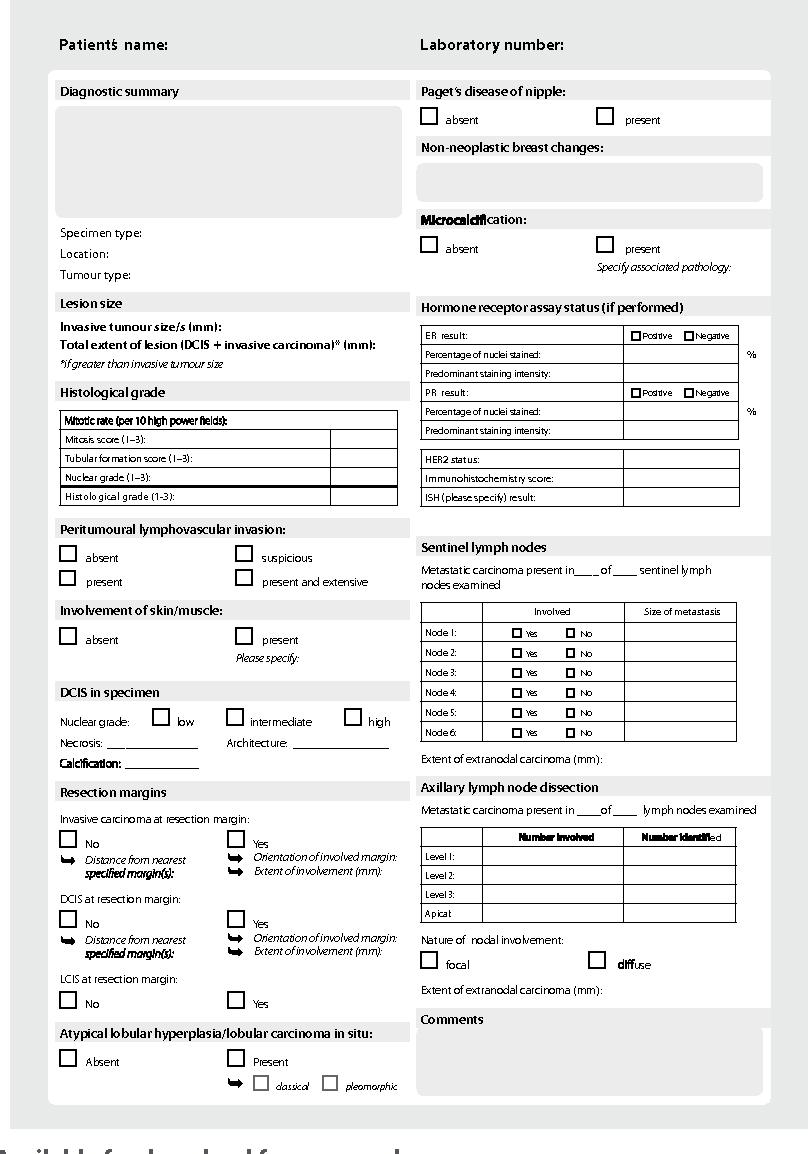 Patient's name:
Laboratory number:
Diagnostic summary
Specimen type:
Location:
Tumour type:
Lesion size
Invasive tumour size/s (mm):
Total extent of lesion (DCIS + invasive carcinoma)* (mm):
*if greater than invasive tumour size
Histological grade
Mitotic rate (per 10 high power fields):
Mitosis score (1–3):
Tubular formation score (1–3):
Nuclear grade (1–3):
Histological grade (1-3):
Peritumoural lymphovascular invasion:
absent suspicious
present present and extensive
Involvement of skin/muscle:
absent present
Please specify:
DCIS in specimen
Nuclear grade: low intermediate high
Necrosis: ______________ Architecture: ______________
Calcification: ___________
Resection margins
Invasive carcinoma at resection margin:
No Yes
Distance from nearest Orientation of involved margin:
specified margin(s): Extent of involvement (mm):
DCIS at resection margin:
No Yes
Distance from nearest Orientation of involved margin:
specified margin(s): Extent of involvement (mm):
LCIS at resection margin:
No Yes
Atypical lobular hyperplasia/lobular carcinoma in situ:
Absent Present
classical pleomorphic
Paget's disease of nipple:
absent present
Non-neoplastic breast changes:
Microcalcification:
absent present
Specify associated pathology:
Hormone receptor assay status (if performed)
ER result: Positive Negative
Percentage of nuclei stained: %
Predominant staining intensity:
PR result: Positive Negative
Percentage of nuclei stained: %
Predominant staining intensity:
HER2 status:
Immunohistochemistry score:
ISH (please specify) result:
Sentinel lymph nodes
Metastatic carcinoma present in____of____ sentinel lymph
nodes examined
Involved Size of metastasis
Node 1: Yes No
Node 2: Yes No
Node 3: Yes No
Node 4: Yes No
Node 5: Yes No
Node 6: Yes No
Extent of extranodal carcinoma (mm):
Axillary lymph node dissection
Metastatic carcinoma present in ____of____ lymph nodes examined
Number involved Number identified
Level 1:
Level 2:
Level 3:
Apical:
Nature of nodal involvement:
focal diffuse
Extent of extranodal carcinoma (mm):
Comments